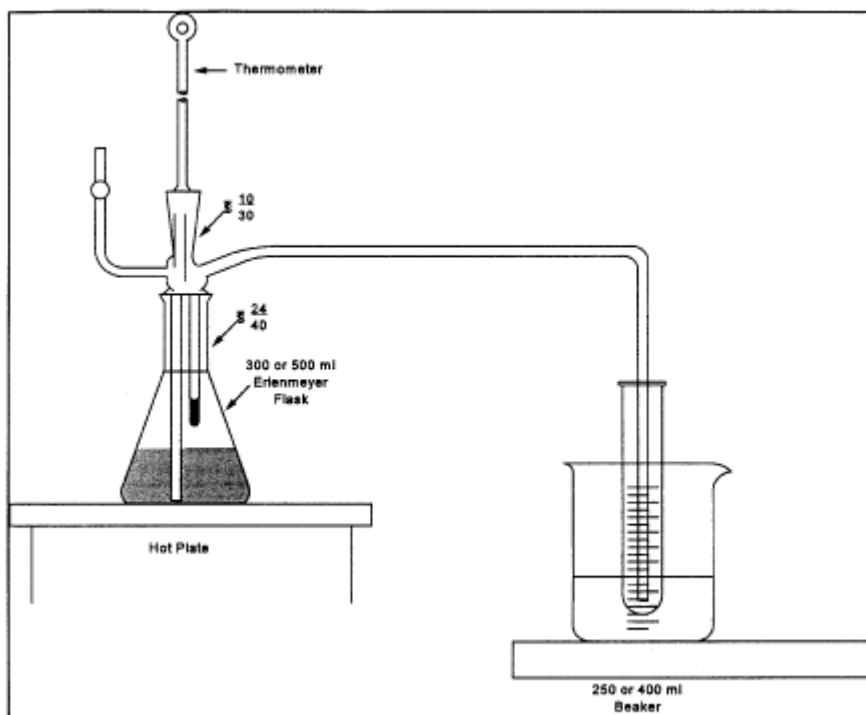 Thermometer
10
30
24
40
300 or 500 ml
Erlenmeyer
Flask
Hot Plate
250 or 400 ml
Beaker